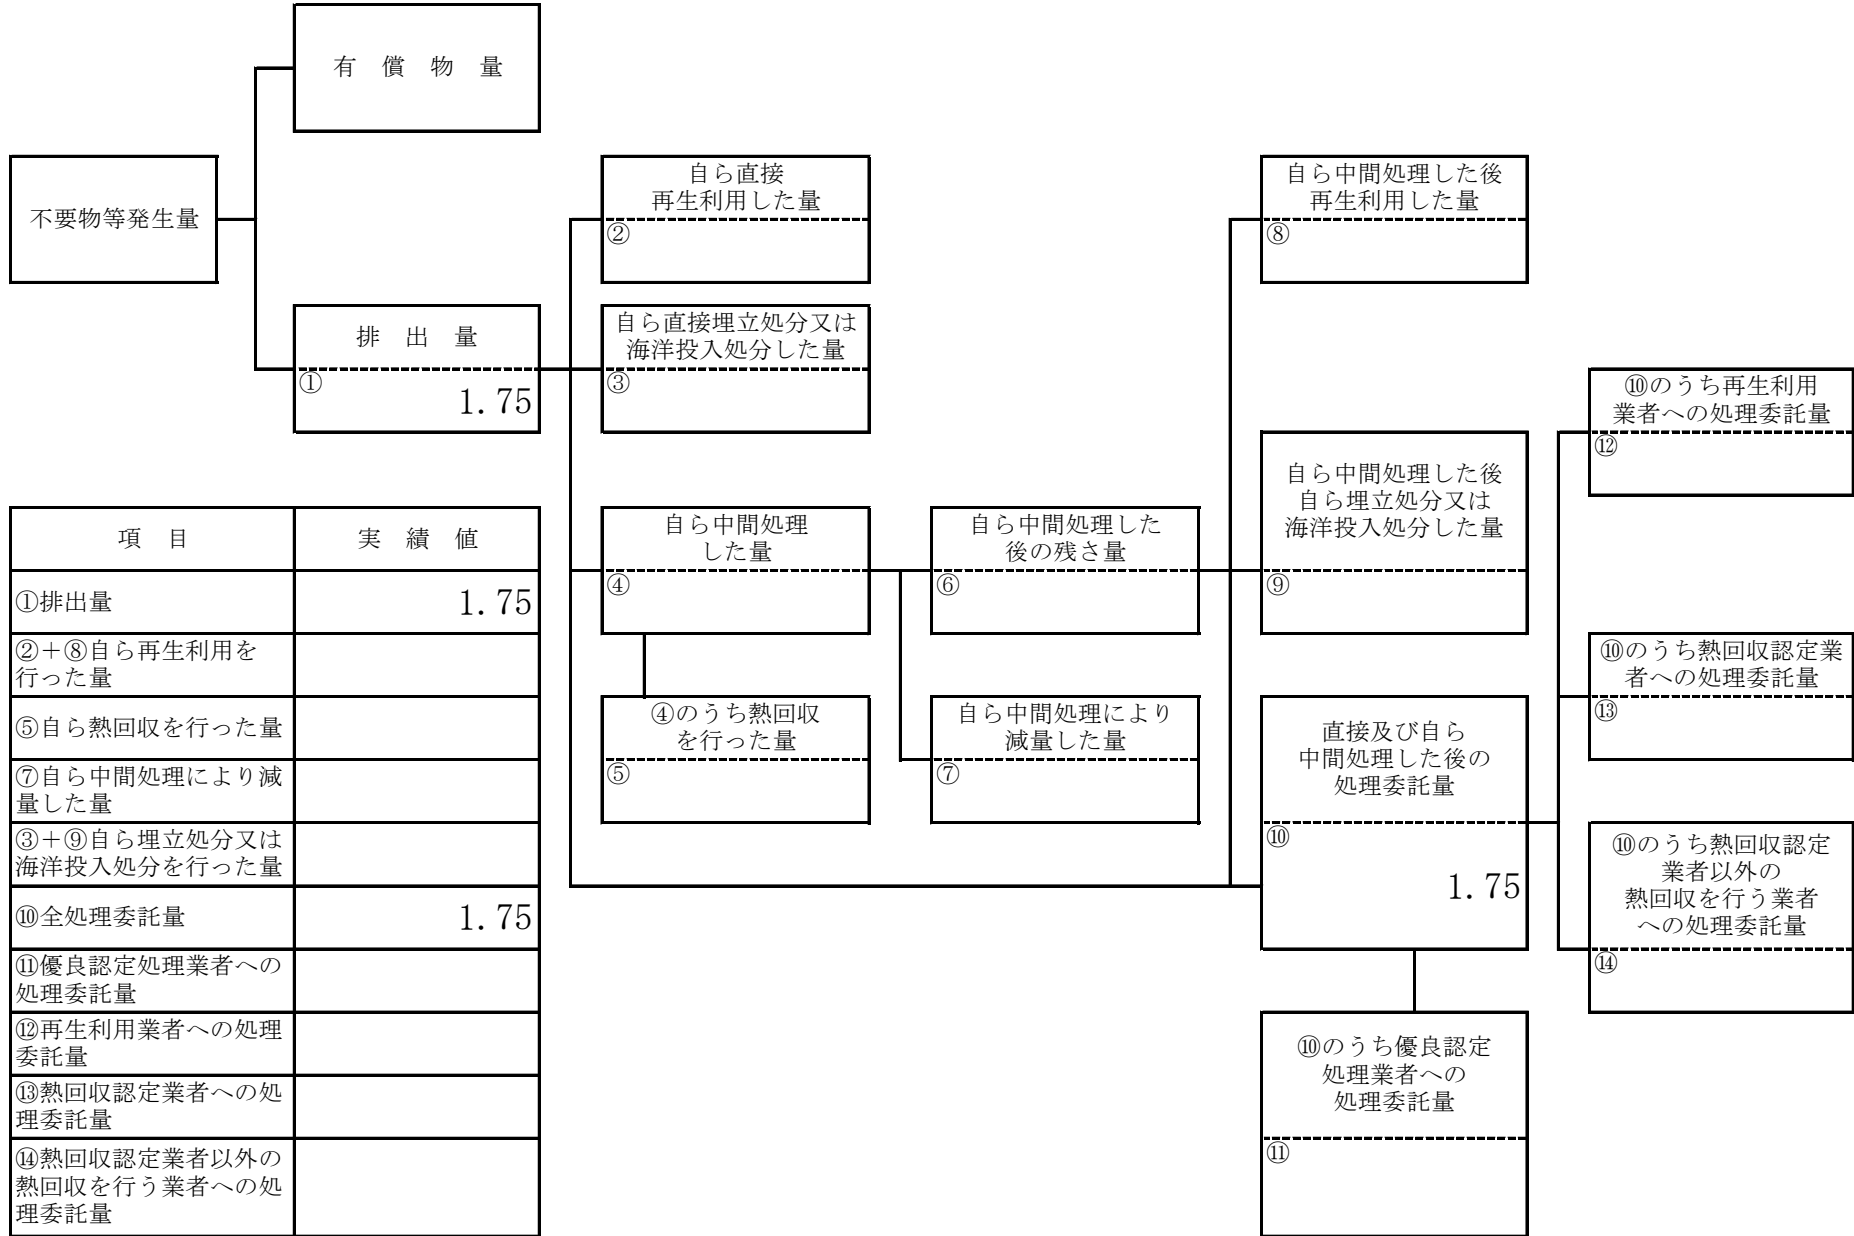 有 償 物 量
不要物等発生量
排 出 量
①
1.75
自ら直接
再生利用した量
②
自ら直接埋立処分又は
海洋投入処分した量
③
自ら中間処理
した量
④
④のうち熱回収
を行った量
⑤
自ら中間処理した
後の残さ量
⑥
自ら中間処理により
減量した量
⑦
自ら中間処理した後
再生利用した量
⑧
自ら中間処理した後
自ら埋立処分又は
海洋投入処分した量
⑨
直接及び自ら
中間処理した後の
処理委託量
⑩
1.75
⑩のうち優良認定
処理業者への
処理委託量
⑪
⑩のうち再生利用
業者への処理委託量
⑫
⑩のうち熱回収認定業
者への処理委託量
⑬
⑩のうち熱回収認定
業者以外の
熱回収を行う業者
への処理委託量
⑭
項 目 実 績 値
①排出量 1.75
②＋⑧自ら再生利用を
行った量
⑤自ら熱回収を行った量
⑦自ら中間処理により減
量した量
③＋⑨自ら埋立処分又は
海洋投入処分を行った量
⑩全処理委託量 1.75
⑪優良認定処理業者への
処理委託量
⑫再生利用業者への処理
委託量
⑬熱回収認定業者への処
理委託量
⑭熱回収認定業者以外の
熱回収を行う業者への処
理委託量